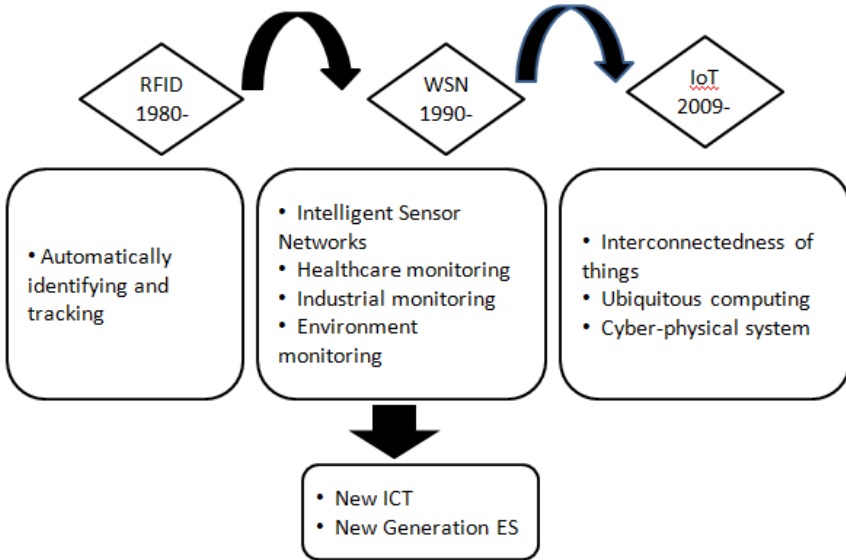 RFID
1980-
WSN
1990-
IoT
2009-
• Automatically
identifying and
tracking
• Intelligent Sensor
Networks
• Healthcare monitoring
• Industrial monitoring
• Environment
monitoring
• Interconnectedness of
things
• Ubiquitous computing
• Cyber-physical system
• New ICT
• New Generation ES